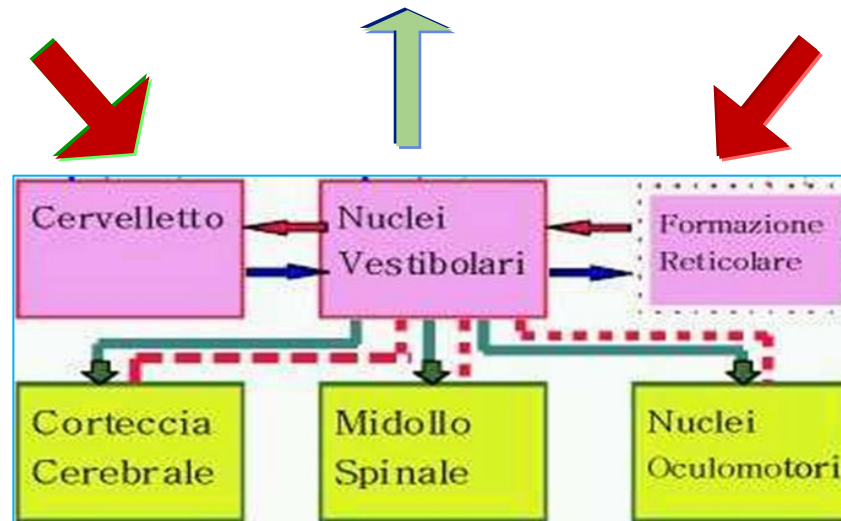 Cervelletto
Nuclei
Vestibolari
Formazione
Reticolare
Corteccia
Cerebrale
Midollo
Spinale
Nuclei
Oculomotori